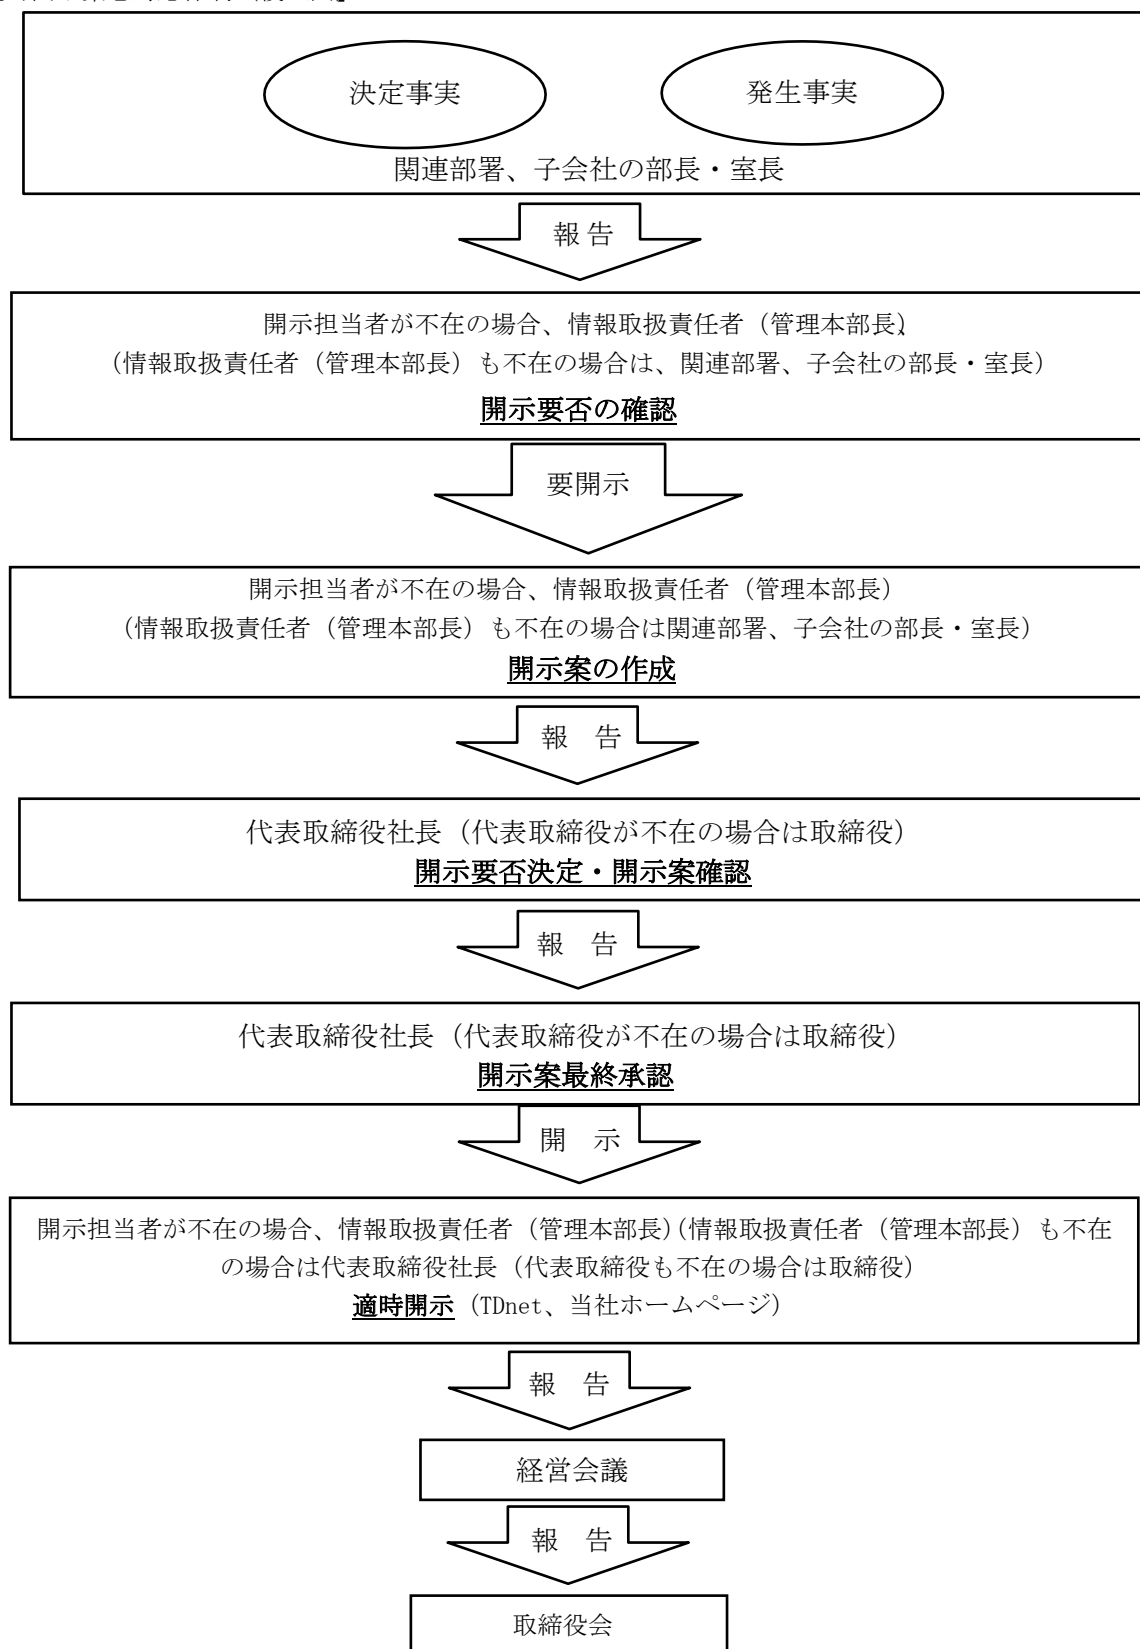 決定事実
発生事実
関連部署、子会社の部長・室長
報 告
開示担当者が不在の場合、情報取扱責任者（管理本部長）、
（情報取扱責任者（管理本部長）も不在の場合は、関連部署、子会社の部長・室長）
開示要否の確認
要開示
開示担当者が不在の場合、情報取扱責任者（管理本部長）
（情報取扱責任者（管理本部長）も不在の場合は関連部署、子会社の部長・室長）
開示案の作成
報　告
代表取締役社長（代表取締役が不在の場合は取締役）
開示要否決定・開示案確認
報　告
代表取締役社長（代表取締役が不在の場合は取締役）
開示案最終承認
開　示
開示担当者が不在の場合、情報取扱責任者（管理本部長）（情報取扱責任者（管理本部長）も不在
の場合は代表取締役社長（代表取締役も不在の場合は取締役）
適時開示（TDnet、当社ホームページ）
報　告
経営会議
報　告
取締役会